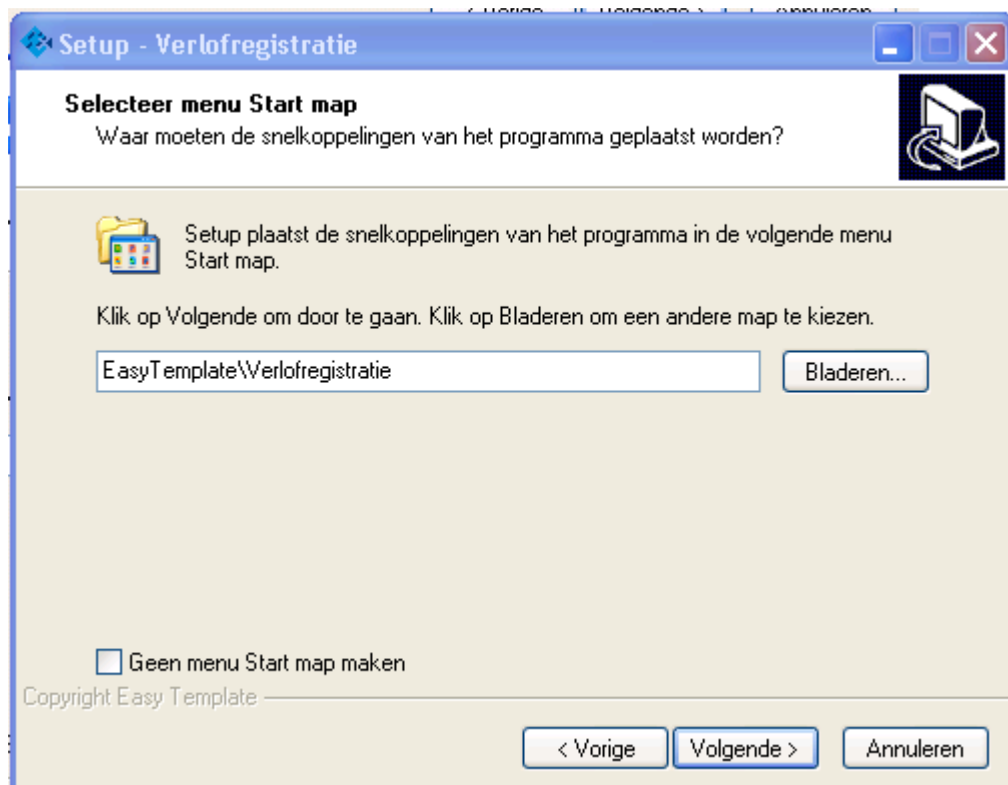 Setup - Verlofregistratie
Selecteer menu Start map
Waar moeten de snelkoppelingen van het programma geplaatst worden?
Setup plaatst de snelkoppelingen van het programma in de volgende menu
Start map.
Klik op Volgende om door te gaan. Klik op Bladeren om een andere map te kiezen.
EasyTemplate\Verlofregistratie
Bladeren...
Geen menu Start map maken
Copyright Easy Template
< Vorige
Volgende >
Annuleren